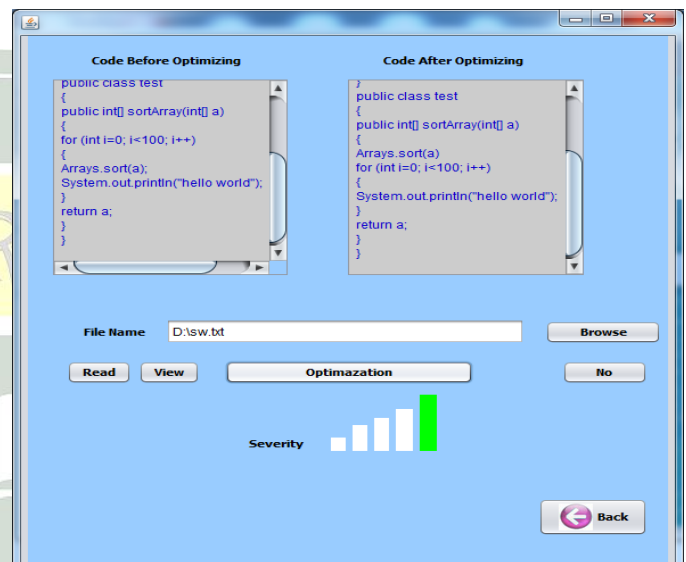 Code Before Optimizing
public class test
{
public int[] sortArray(int[] a)
{
for (int i=0; i<100; i++)
{
Arrays.sort(a);
System.out.println("hello world");
}
return a;
}
}
Code After Optimizing
}
public class test
{
public int[] sortArray(int[] a)
{
Arrays.sort(a)
for (int i=0; i<100; i++)
{
System.out.println("hello world");
}
return a;
}
}
File Name D:\sw.txt Browse
Read View Optimazation No
Severity
Back